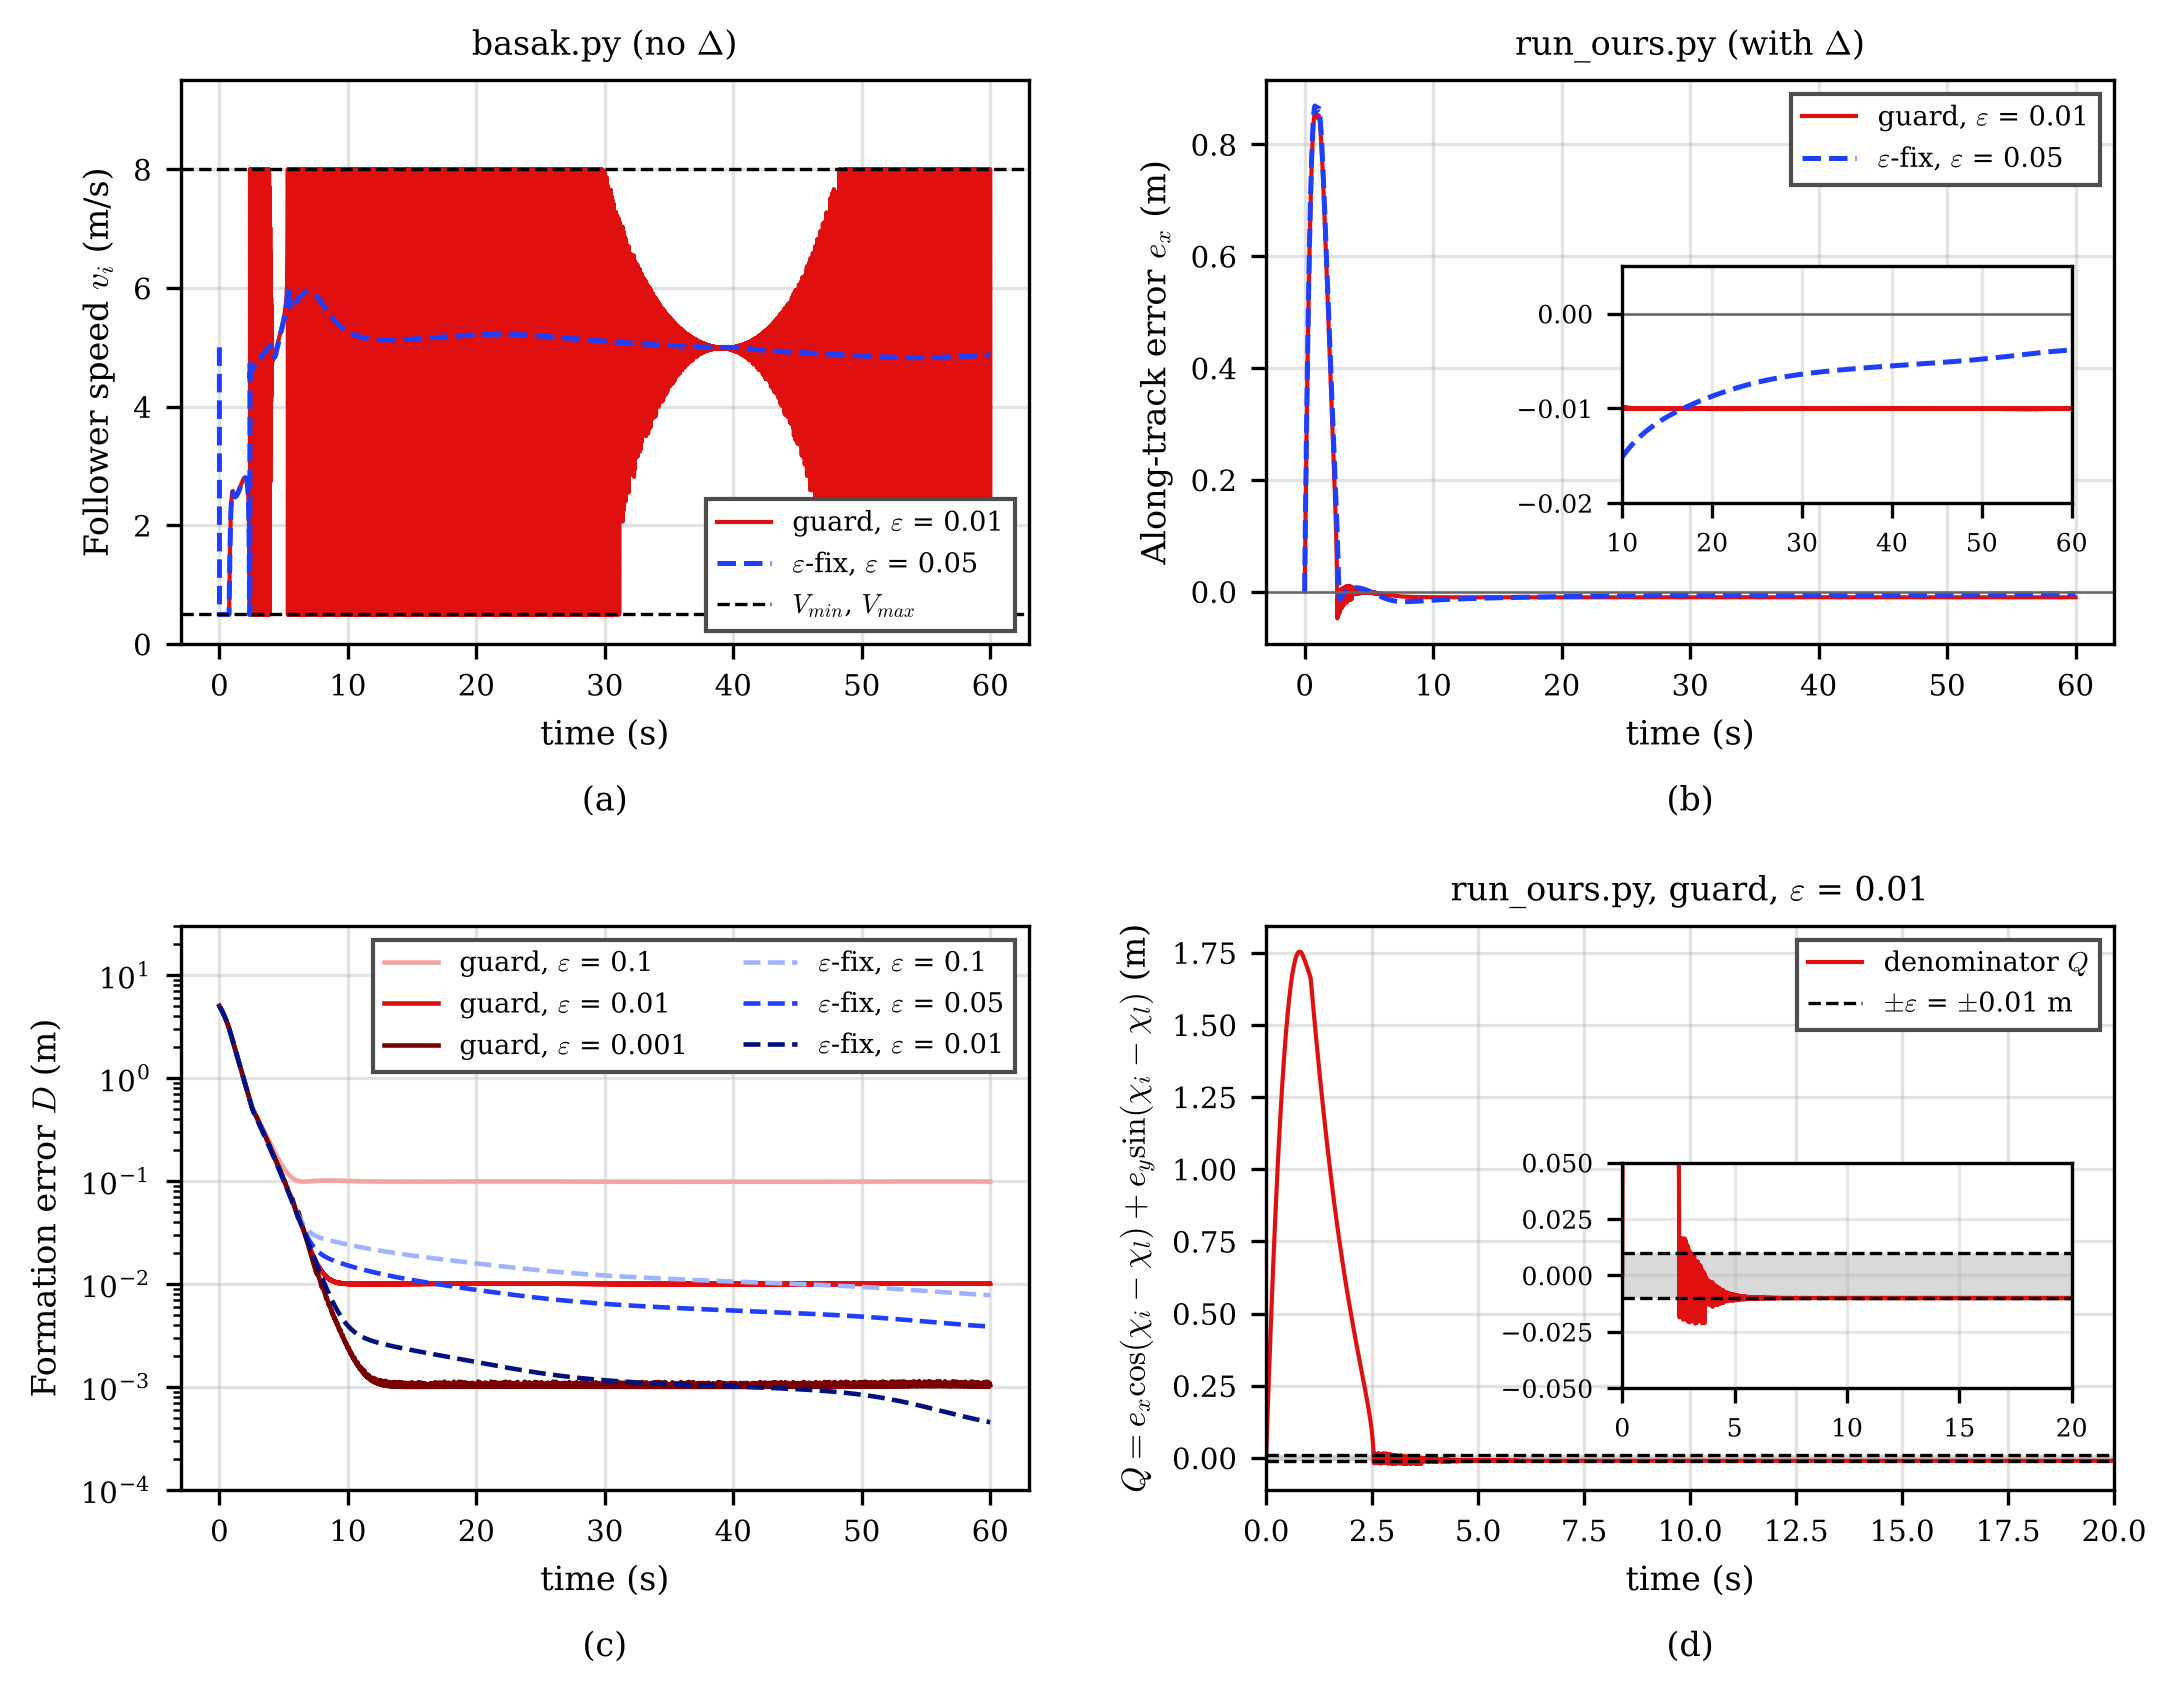 basak.py (no Δ)
Follower speed v_i (m/s)
8
6
4
2
0
guard, ε = 0.01
ε-fix, ε = 0.05
V_min, V_max
0 10 20 30 40 50 60
time (s)
(a)
run_ours.py (with Δ)
Along-track error e_x (m)
0.8
0.6
0.4
0.2
0.0
guard, ε = 0.01
ε-fix, ε = 0.05
0.00
−0.01
−0.02
10 20 30 40 50 60
0 10 20 30 40 50 60
time (s)
(b)
Formation error D (m)
10^1
10^0
10^−1
10^−2
10^−3
10^−4
guard, ε = 0.1
guard, ε = 0.01
guard, ε = 0.001
ε-fix, ε = 0.1
ε-fix, ε = 0.05
ε-fix, ε = 0.01
0 10 20 30 40 50 60
time (s)
(c)
run_ours.py, guard, ε = 0.01
Q = e_x cos(χ_i − χ_l) + e_y sin(χ_i − χ_l) (m)
1.75
1.50
1.25
1.00
0.75
0.50
0.25
0.00
denominator Q
±ε = ±0.01 m
0.050
0.025
0.000
−0.025
−0.050
0 5 10 15 20
0.0 2.5 5.0 7.5 10.0 12.5 15.0 17.5 20.0
time (s)
(d)